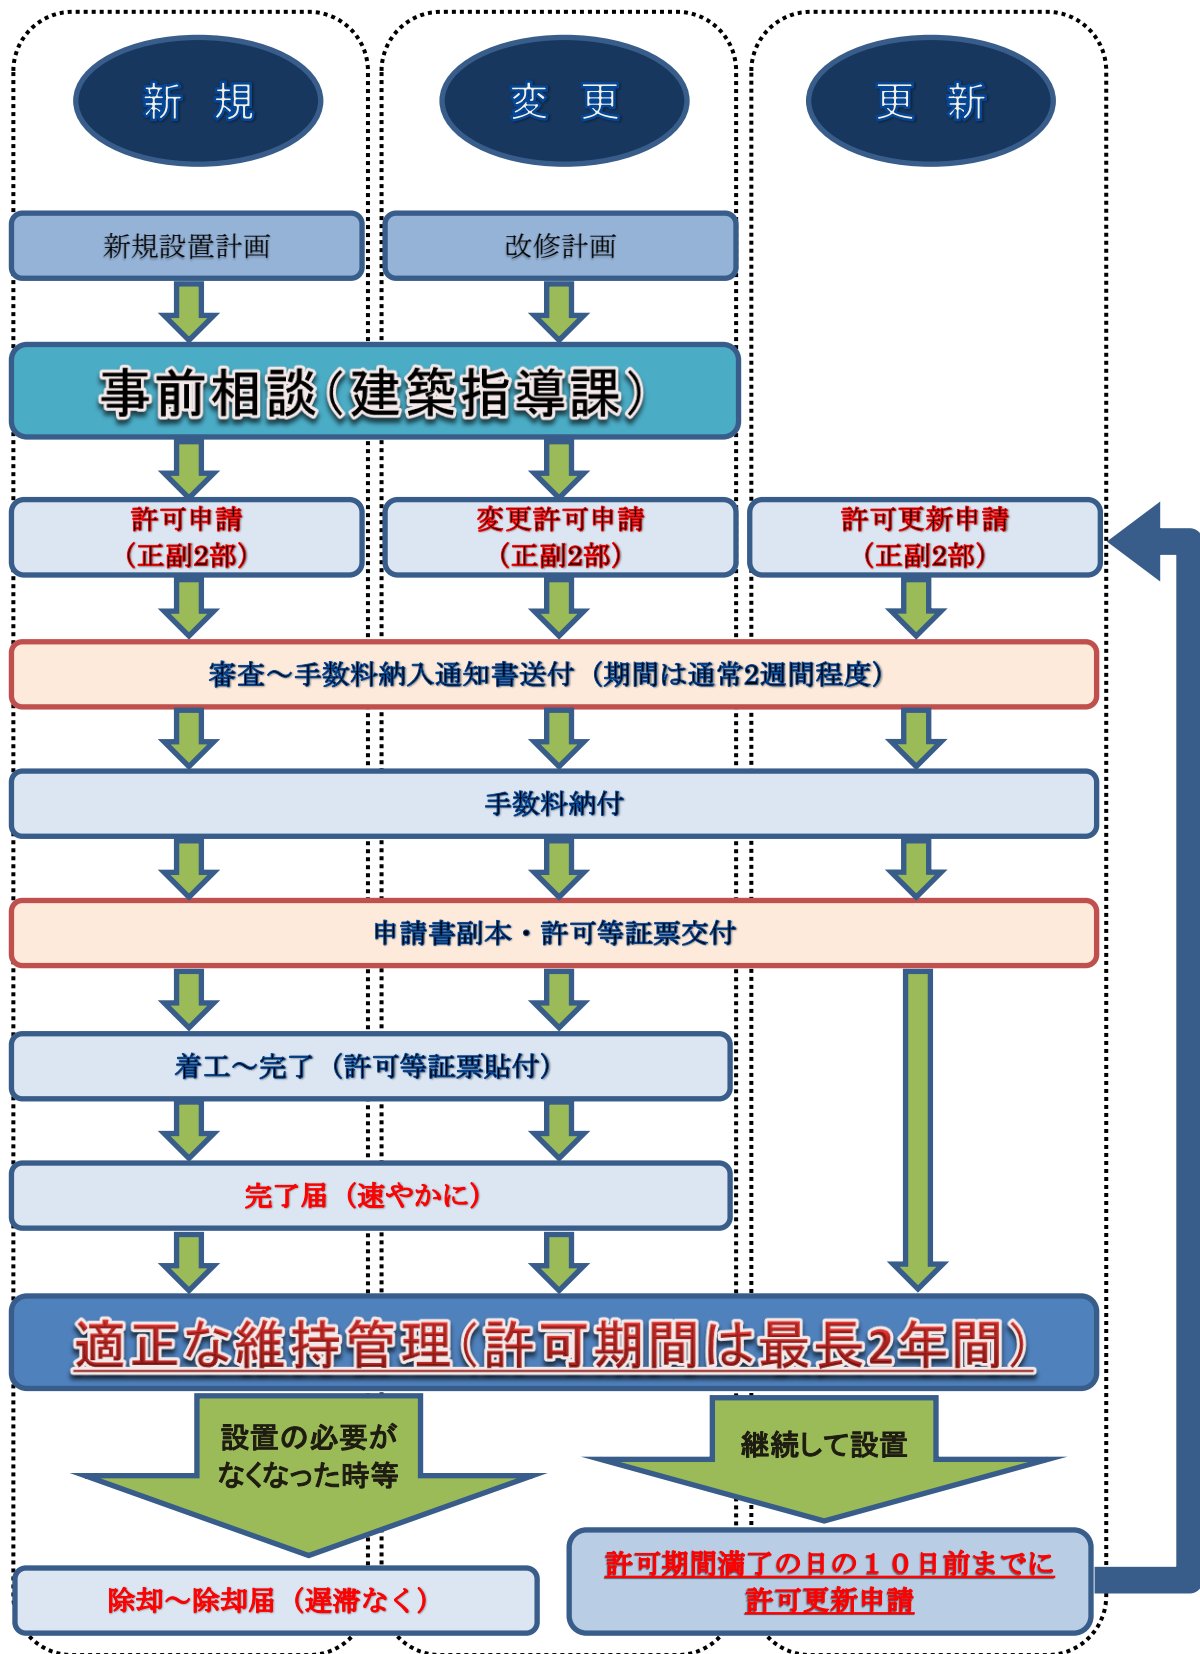 新　規
変　更
更　新
新規設置計画
改修計画
事前相談（建築指導課）
許可申請
（正副2部）
変更許可申請
（正副2部）
許可更新申請
（正副2部）
審査～手数料納入通知書送付（期間は通常2週間程度）
手数料納付
申請書副本・許可等証票交付
着工～完了（許可等証票貼付）
完了届（速やかに）
適正な維持管理（許可期間は最長2年間）
設置の必要が
なくなった時等
継続して設置
除却～除却届（遅滞なく）
許可期間満了の日の１０日前までに
許可更新申請